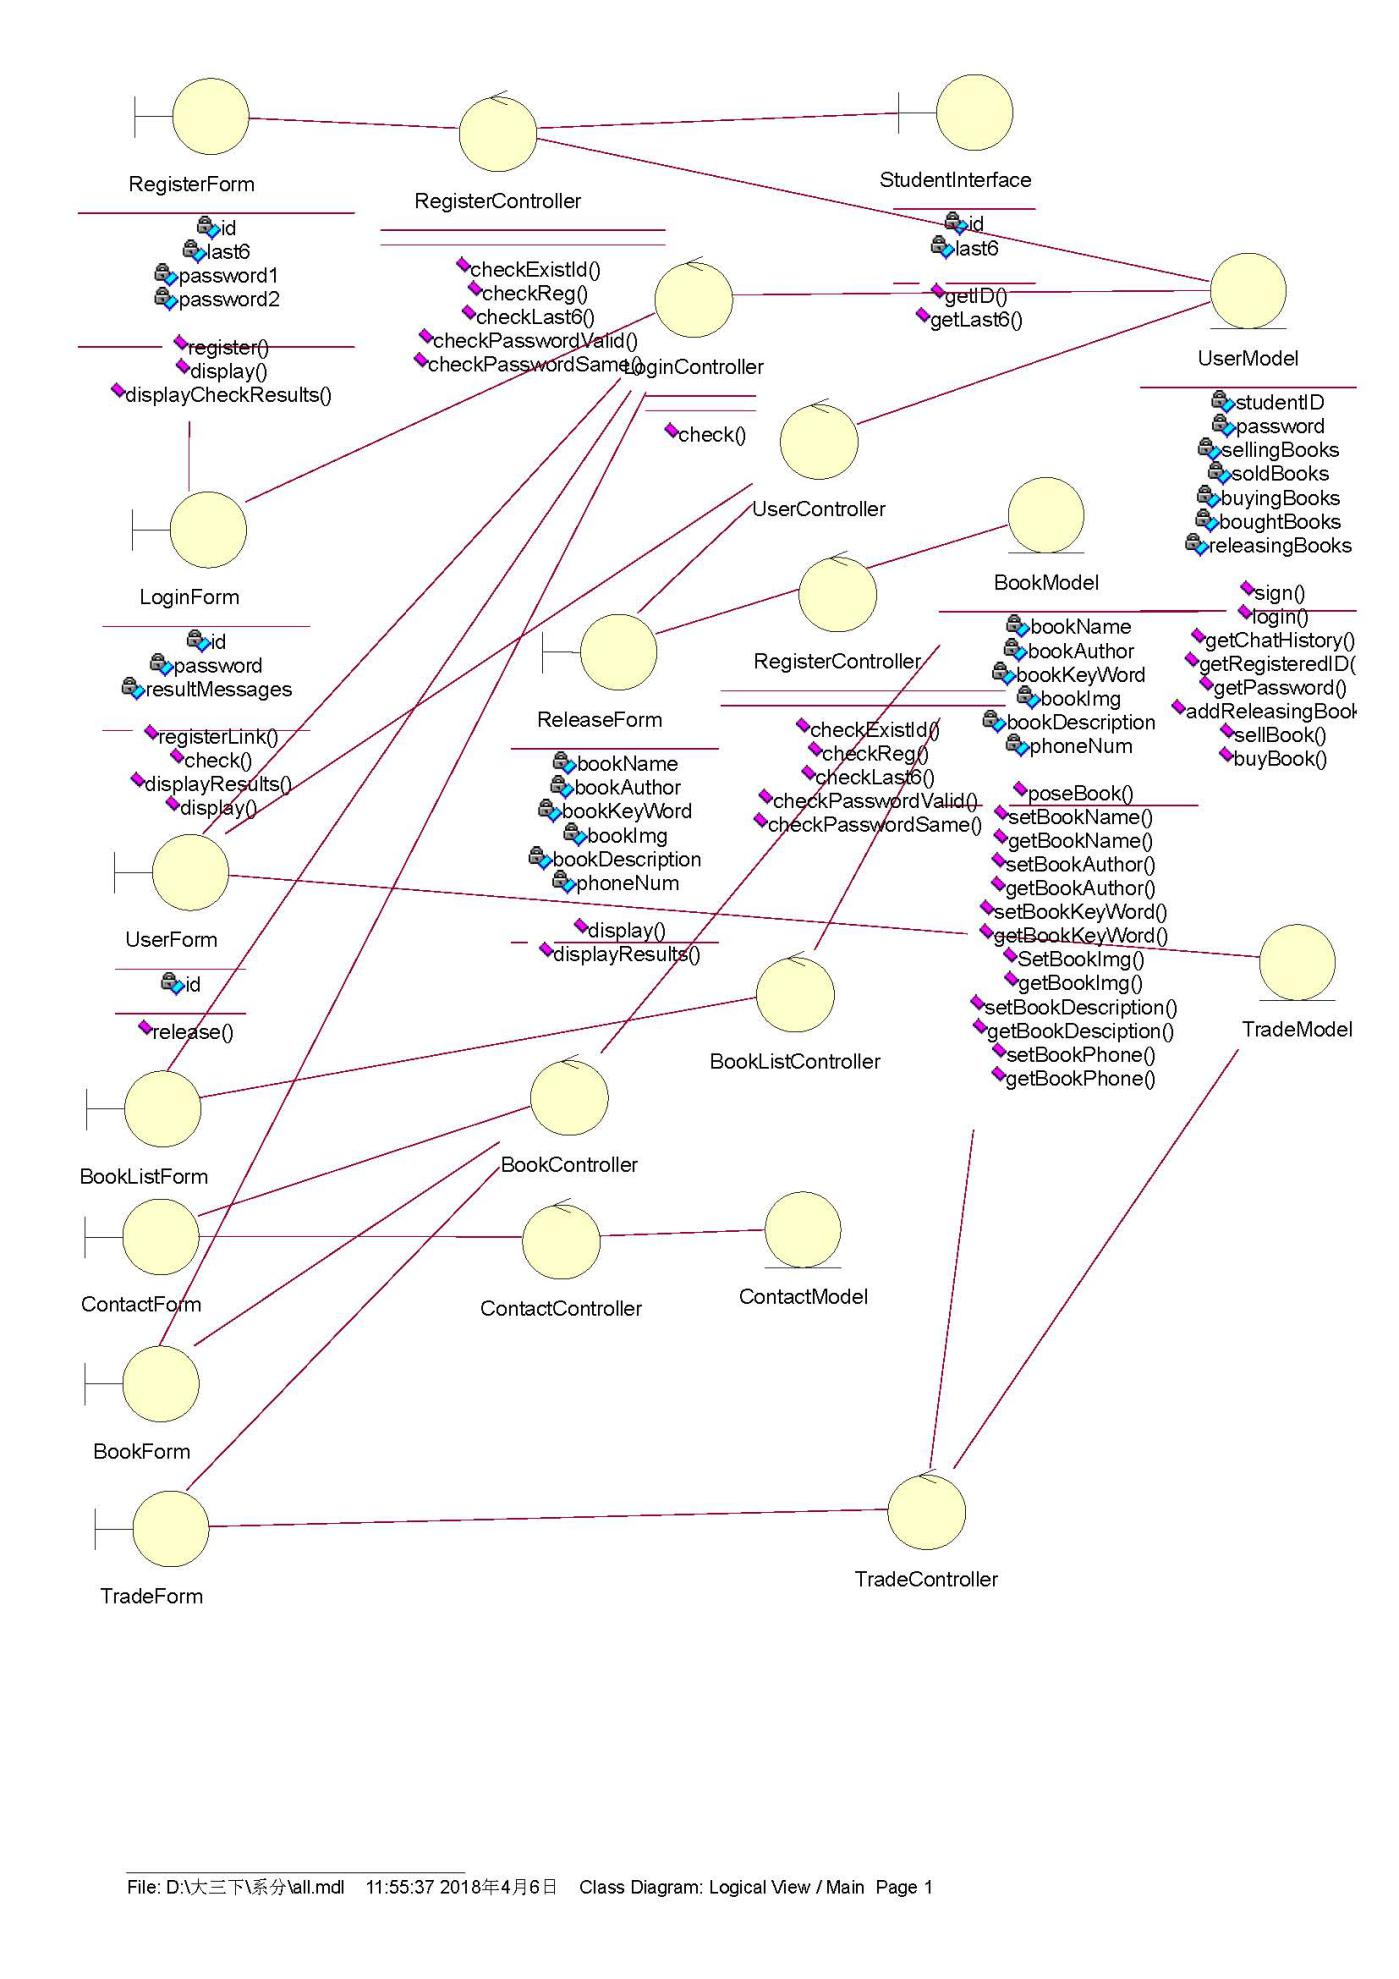 RegisterForm
id
last6
password1
password2
register()
display()
displayCheckResults()
RegisterController
checkExistId()
checkReg()
checkLast6()
checkPasswordValid()
checkPasswordSame()
StudentInterface
id
last6
getID()
getLast6()
LoginController
check()
UserModel
studentID
password
sellingBooks
soldBooks
buyingBooks
boughtBooks
releasingBooks
sign()
login()
getChatHistory()
getRegisteredID(
getPassword()
addReleasingBook
sellBook()
buyBook()
UserController
LoginForm
id
password
resultMessages
registerLink()
check()
displayResults()
display()
BookModel
bookName
bookAuthor
bookKeyWord
bookImg
bookDescription
phoneNum
poseBook()
setBookName()
getBookName()
setBookAuthor()
getBookAuthor()
setBookKeyWord()
getBookKeyWord()
SetBookImg()
getBookImg()
setBookDescription()
getBookDesciption()
setBookPhone()
getBookPhone()
RegisterController
checkExistId()
checkReg()
checkLast6()
checkPasswordValid()
checkPasswordSame()
ReleaseForm
bookName
bookAuthor
bookKeyWord
bookImg
bookDescription
phoneNum
display()
displayResults()
UserForm
id
release()
TradeModel
BookListController
BookListForm
BookController
ContactForm
ContactController
ContactModel
BookForm
TradeForm
TradeController
File: D:\大三下\系分\all.mdl 11:55:37 2018年4月6日 Class Diagram: Logical View / Main Page 1